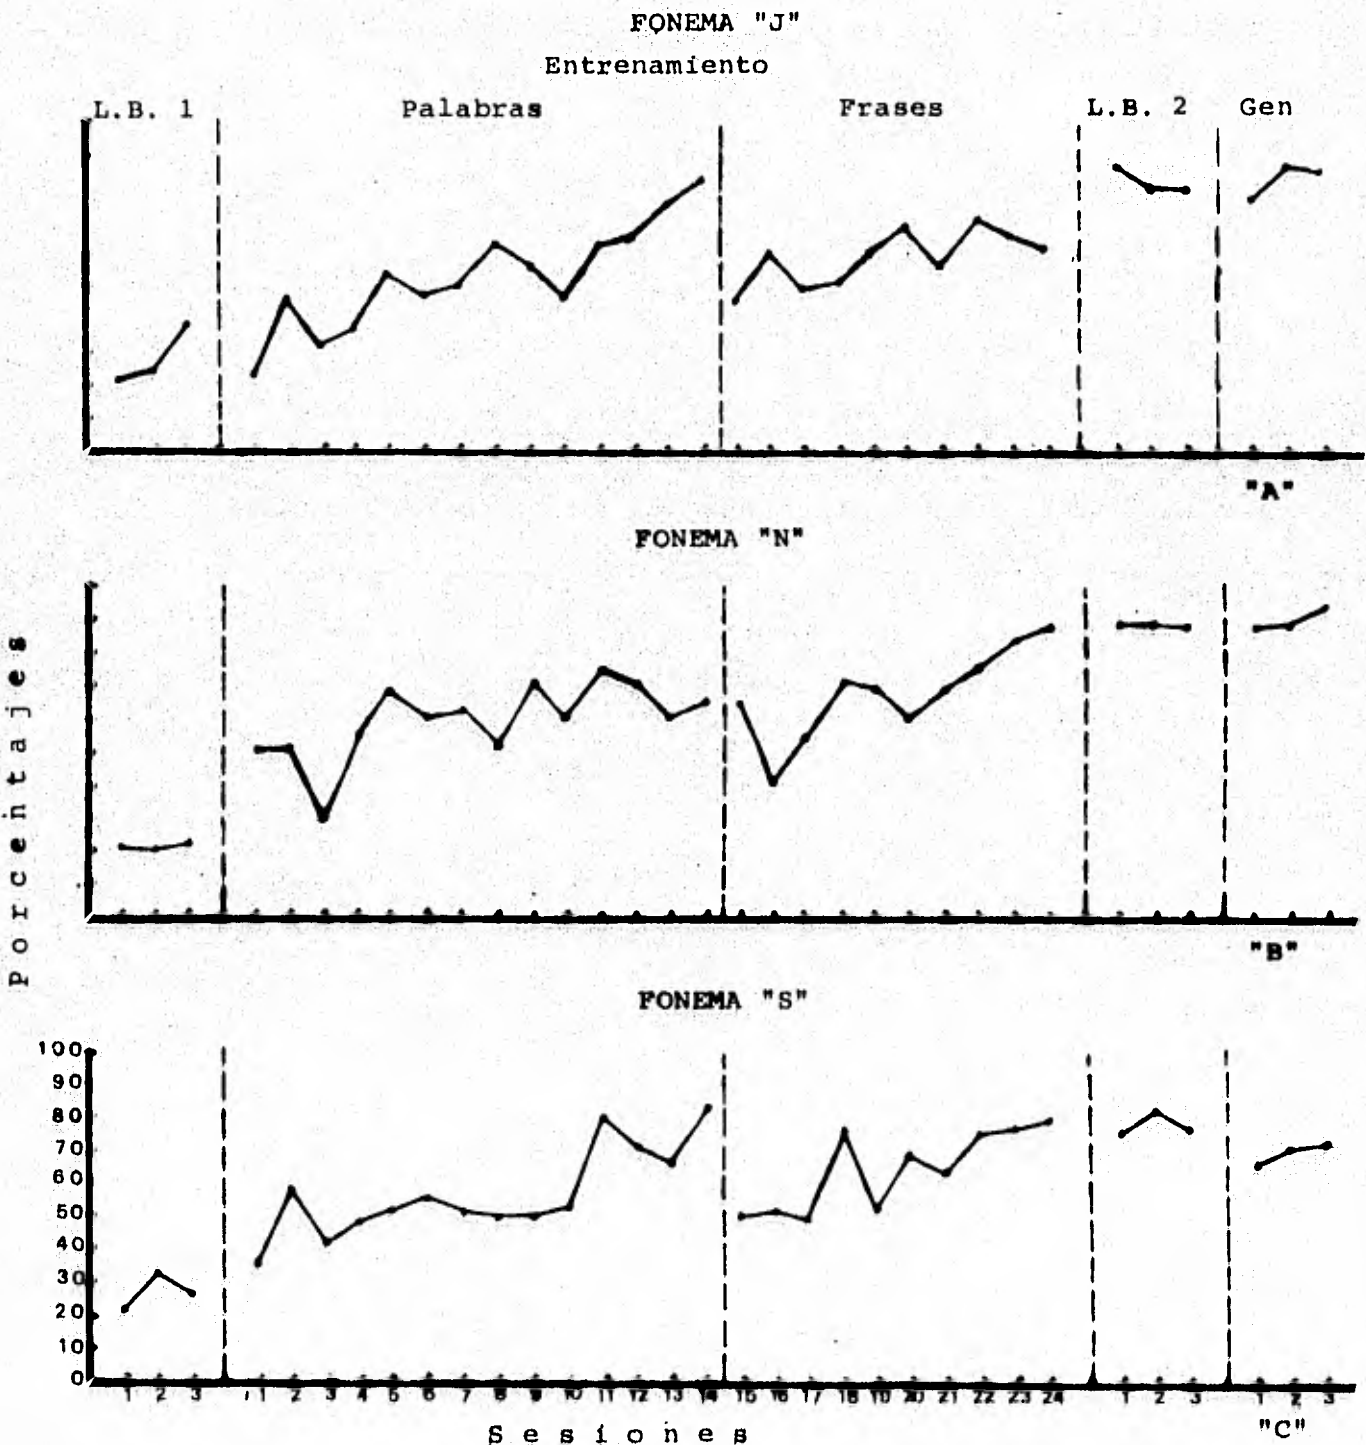 FONEMA "J"
Entrenamiento
L.B. 1 Palabras Frases L.B. 2 Gen
"A"
FONEMA "N"
"B"
Porcentajes
FONEMA "S"
100
90
80
70
60
50
40
30
20
10
0
1 2 3 1 2 3 4 5 6 7 8 9 10 11 12 13 14 15 16 17 18 19 20 21 22 23 24 1 2 3 1 2 3
Sesiones
"C"